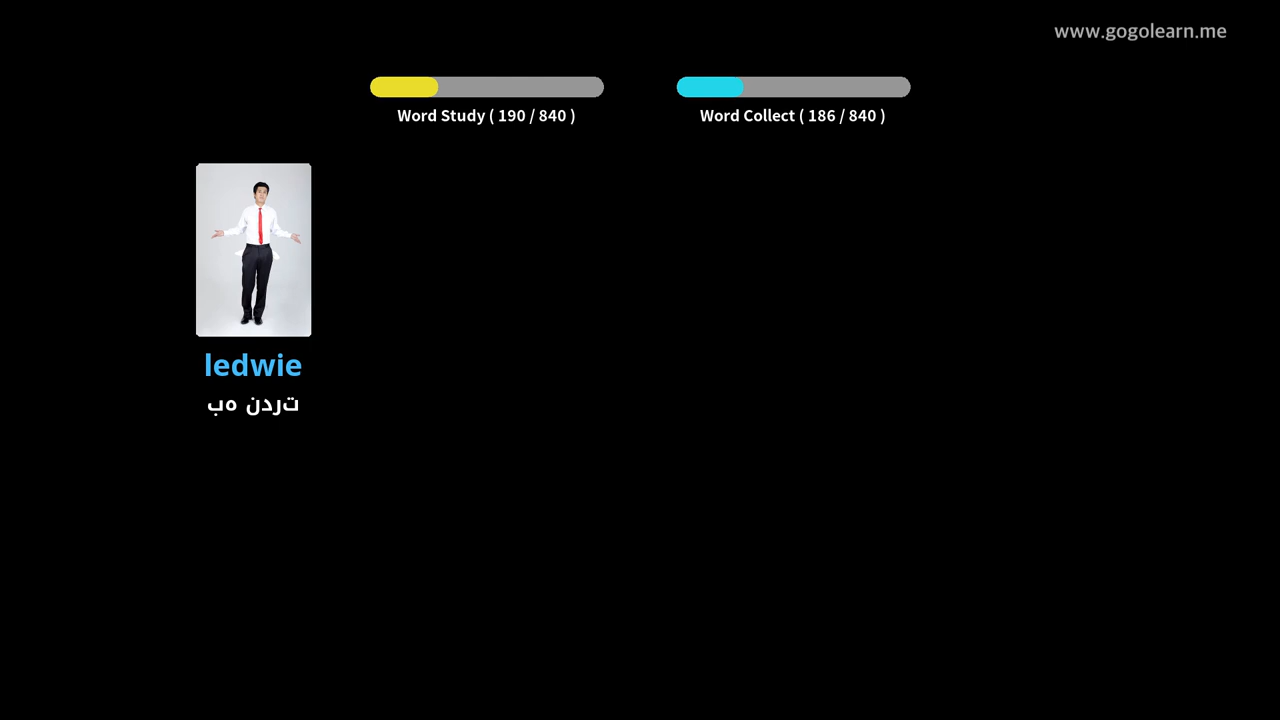 www.gogolearn.me
Word Study ( 190 / 840 )
Word Collect ( 186 / 840 )
ledwie
تردن هب